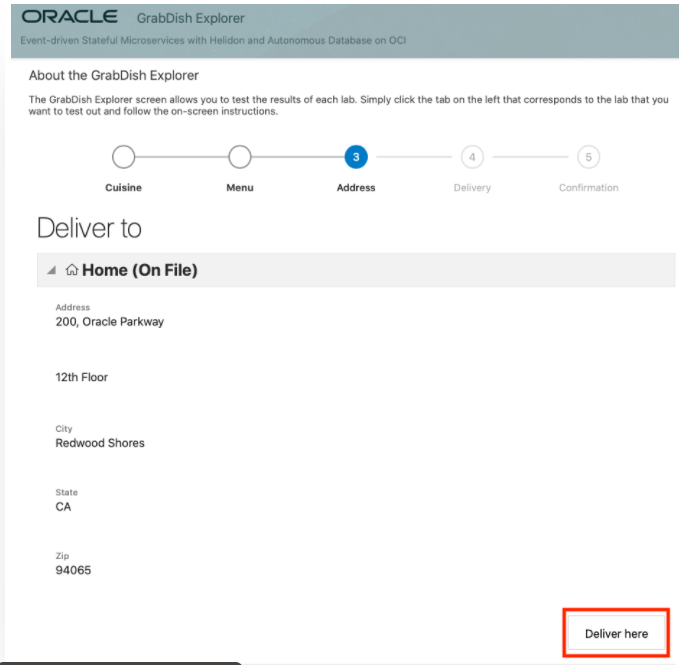 ORACLE GrabDish Explorer
Event-driven Stateful Microservices with Helidon and Autonomous Database on OCI
About the GrabDish Explorer
The GrabDish Explorer screen allows you to test the results of each lab. Simply click the tab on the left that corresponds to the lab that you
want to test out and follow the on-screen instructions.
3 4 5
Cuisine Menu Address Delivery Confirmation
Deliver to
Home (On File)
Address
200, Oracle Parkway
12th Floor
City
Redwood Shores
State
CA
Zip
94065
Deliver here